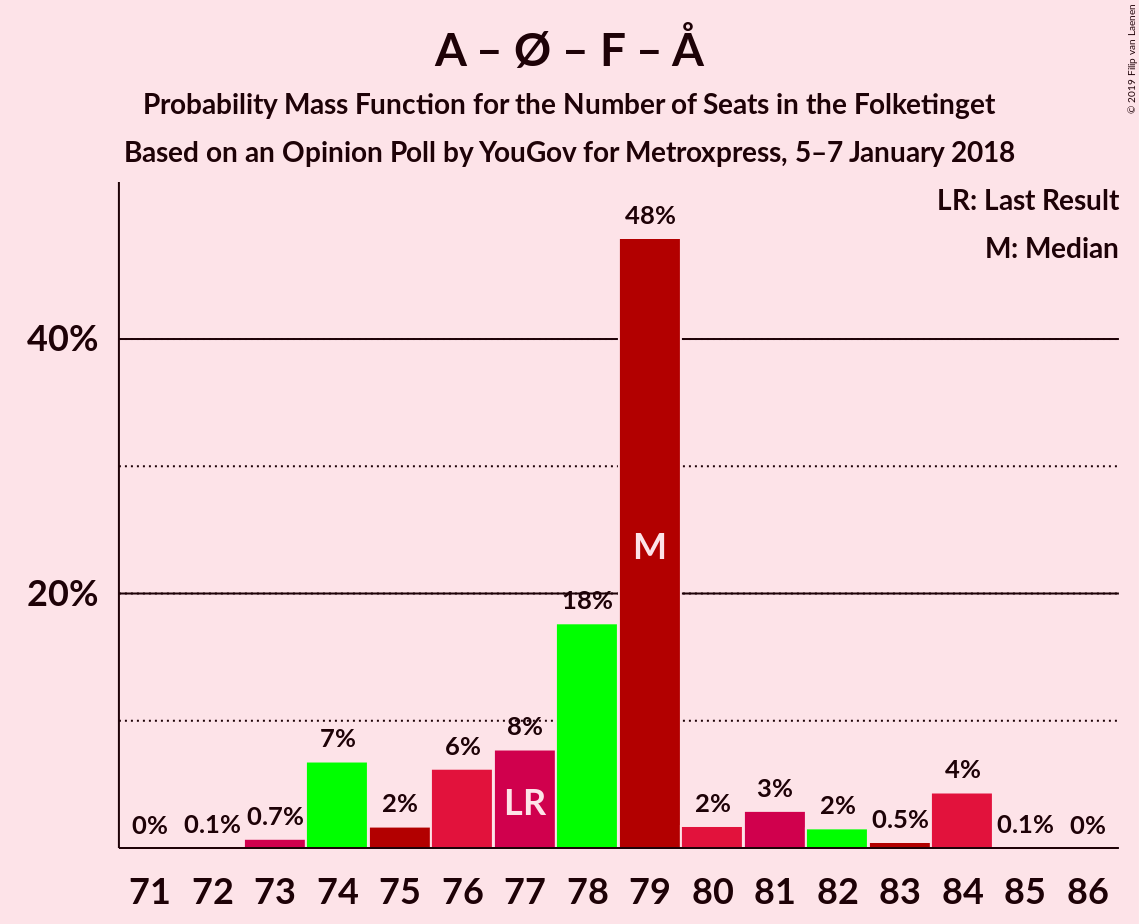 A – Ø – F – Å
Probability Mass Function for the Number of Seats in the Folketinget
Based on an Opinion Poll by YouGov for Metroxpress, 5–7 January 2018
© 2019 Filip van Laenen
LR: Last Result
M: Median
40%
20%
0%
0.1%
0.7%
7%
2%
6%
8%
18%
48%
2%
3%
2%
0.5%
4%
0.1%
0%
LR
M
71 72 73 74 75 76 77 78 79 80 81 82 83 84 85 86